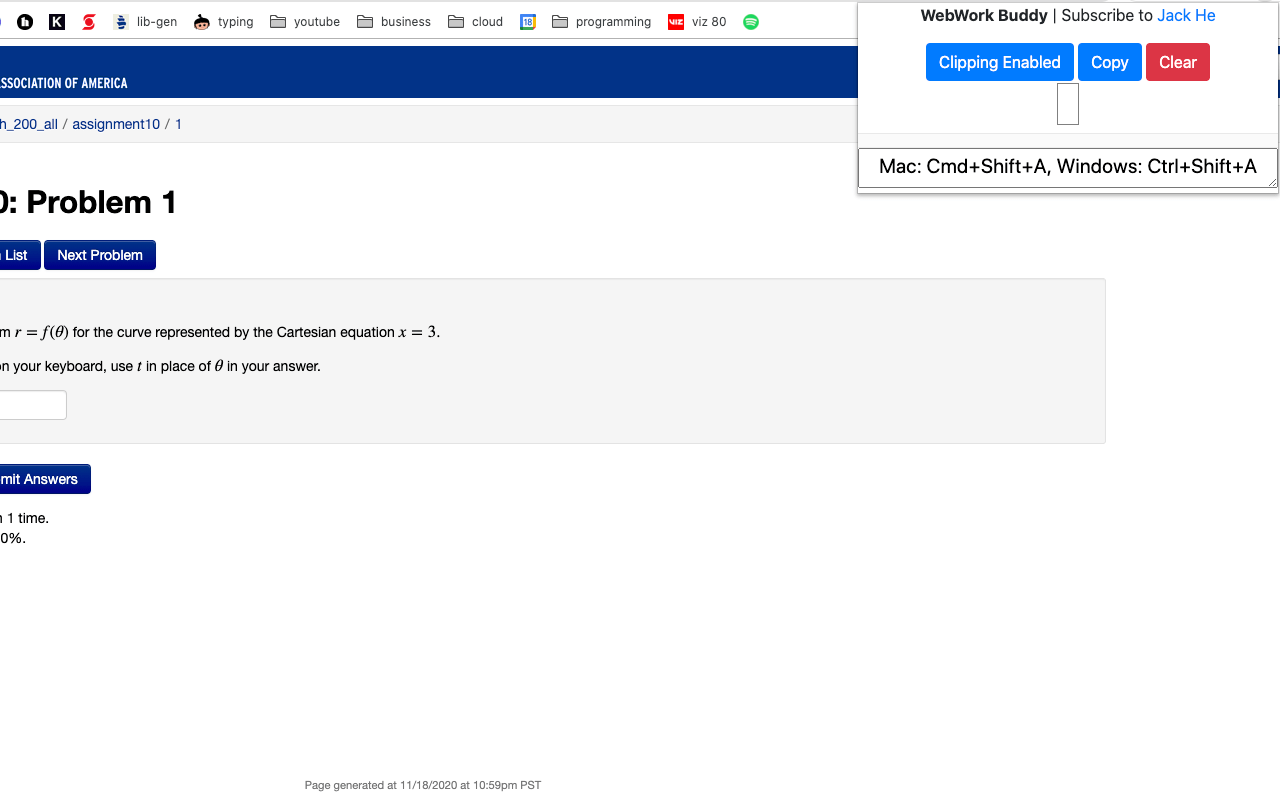 lib-gen typing youtube business cloud 18 programming VIZ viz 80
WebWork Buddy | Subscribe to Jack He
Clipping Enabled Copy Clear
Mac: Cmd+Shift+A, Windows: Ctrl+Shift+A
SSOCIATION OF AMERICA
h_200_all / assignment10 / 1
0: Problem 1
List Next Problem
m r = f(θ) for the curve represented by the Cartesian equation x = 3.
on your keyboard, use t in place of θ in your answer.
mit Answers
1 time.
0%.
Page generated at 11/18/2020 at 10:59pm PST